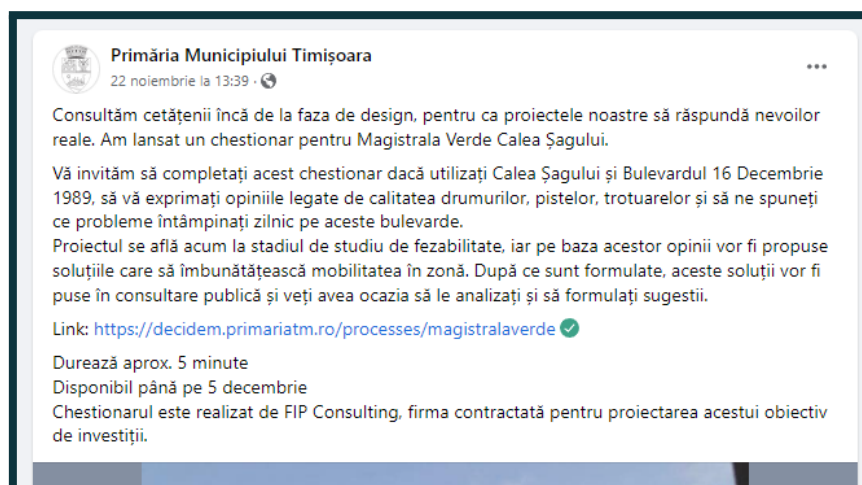 Primăria Municipiului Timișoara
22 noiembrie la 13:39 ·
Consultăm cetățenii încă de la faza de design, pentru ca proiectele noastre să răspundă nevoilor
reale. Am lansat un chestionar pentru Magistrala Verde Calea Șagului.
Vă invităm să completați acest chestionar dacă utilizați Calea Șagului și Bulevardul 16 Decembrie
1989, să vă exprimați opiniile legate de calitatea drumurilor, pistelor, trotuarelor și să ne spuneți
ce probleme întâmpinați zilnic pe aceste bulevarde.
Proiectul se află acum la stadiul de studiu de fezabilitate, iar pe baza acestor opinii vor fi propuse
soluțiile care să îmbunătățească mobilitatea în zonă. După ce sunt formulate, aceste soluții vor fi
puse în consultare publică și veți avea ocazia să le analizați și să formulați sugestii.
Link: https://decidem.primariatm.ro/processes/magistralaverde
Durează aprox. 5 minute
Disponibil până pe 5 decembrie
Chestionarul este realizat de FIP Consulting, firma contractată pentru proiectarea acestui obiectiv
de investiții.